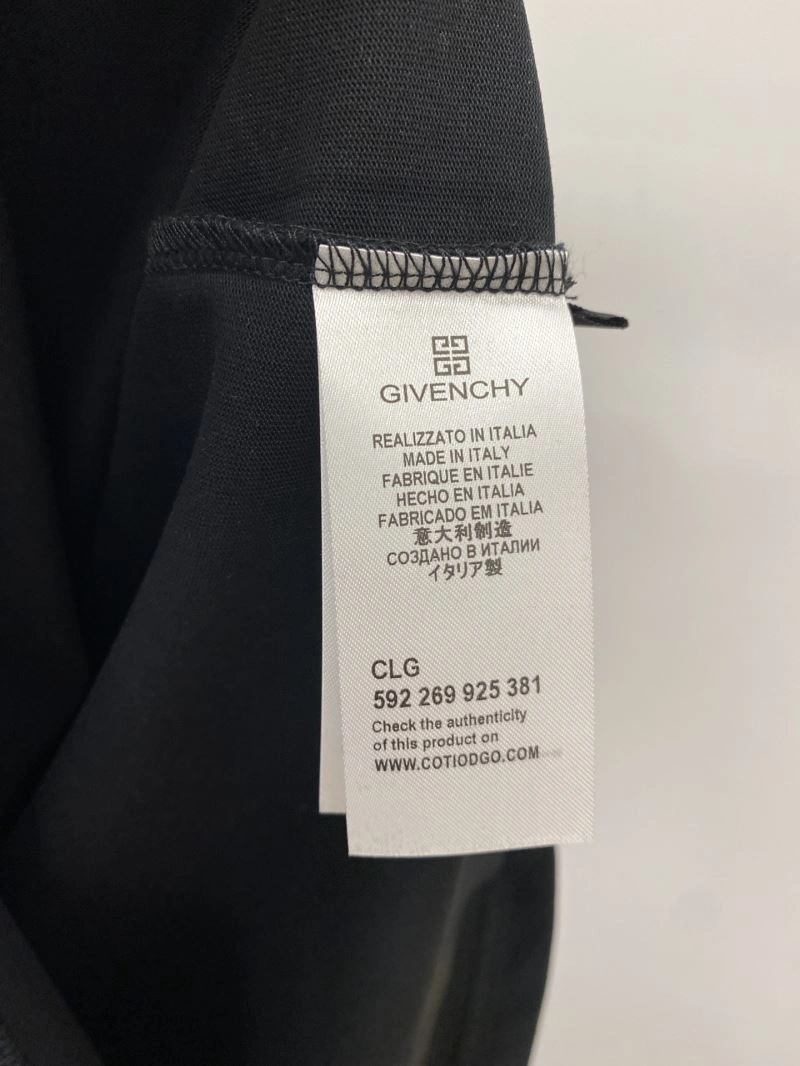 GIVENCHY
REALIZZATO IN ITALIA
MADE IN ITALY
FABRIQUE EN ITALIE
HECHO EN ITALIA
FABRICADO EM ITALIA
意大利制造
СОЗДАНО В ИТАЛИИ
イタリア製
CLG
592 269 925 381
Check the authenticity
of this product on
WWW.COTIODGO.COM